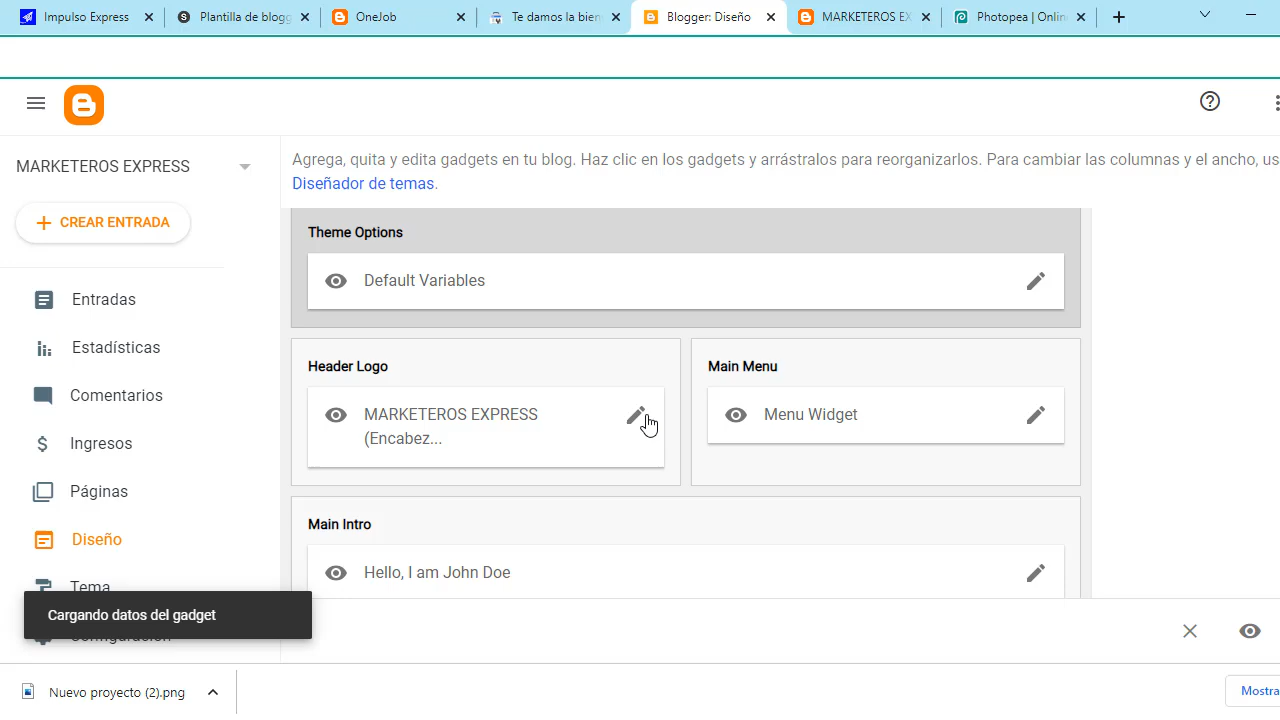 Impulso Express
Plantilla de blogg
OneJob
Te damos la bien
Blogger: Diseño
MARKETEROS EX
Photopea | Onlin
MARKETEROS EXPRESS
CREAR ENTRADA
Entradas
Estadísticas
Comentarios
Ingresos
Páginas
Diseño
Tema
Configuración
Agrega, quita y edita gadgets en tu blog. Haz clic en los gadgets y arrástralos para reorganizarlos. Para cambiar las columnas y el ancho, us
Diseñador de temas.
Theme Options
Default Variables
Header Logo
MARKETEROS EXPRESS
(Encabez...
Main Menu
Menu Widget
Main Intro
Hello, I am John Doe
Cargando datos del gadget
Nuevo proyecto (2).png
Mostra